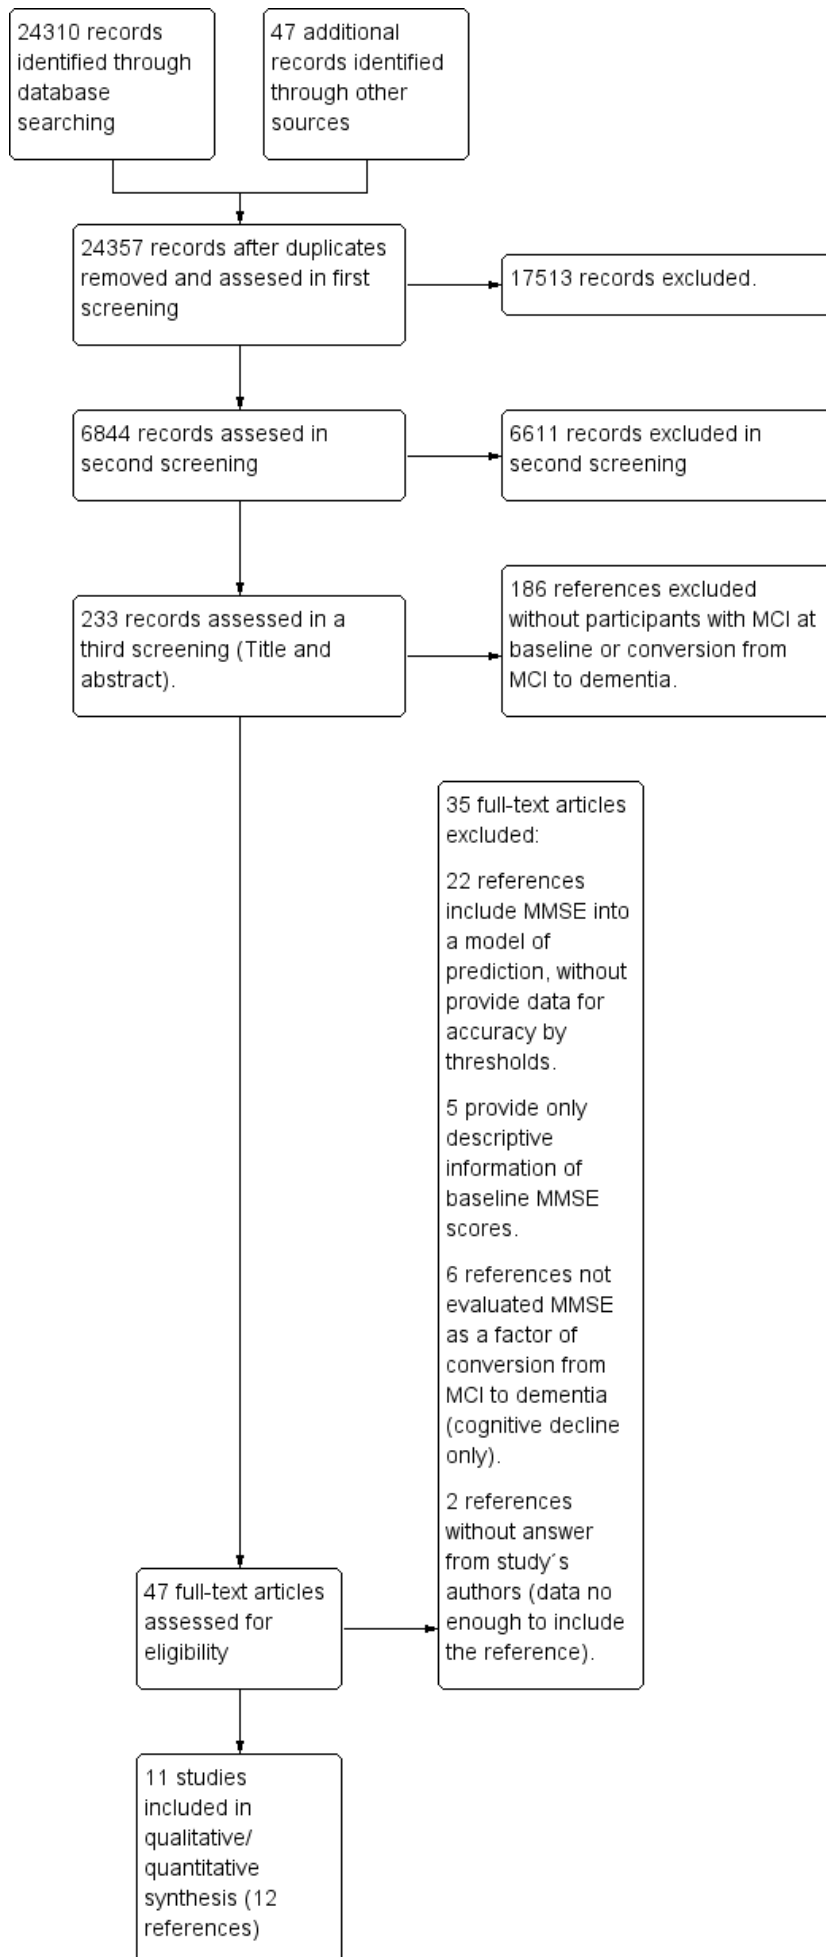 24310 records
identified through
database
searching
47 additional
records identified
through other
sources
24357 records after duplicates
removed and assesed in first
screening
17513 records excluded.
6844 records assesed in
second screening
6611 records excluded in
second screening
233 records assessed in a
third screening (Title and
abstract).
186 references excluded
without participants with MCI at
baseline or conversion from
MCI to dementia.
35 full-text articles
excluded:
22 references
include MMSE into
a model of
prediction, without
provide data for
accuracy by
thresholds.
5 provide only
descriptive
information of
baseline MMSE
scores.
6 references not
evaluated MMSE
as a factor of
conversion from
MCI to dementia
(cognitive decline
only).
2 references
without answer
from study´s
authors (data no
enough to include
the reference).
47 full-text articles
assessed for
eligibility
11 studies
included in
qualitative/
quantitative
synthesis (12
references)